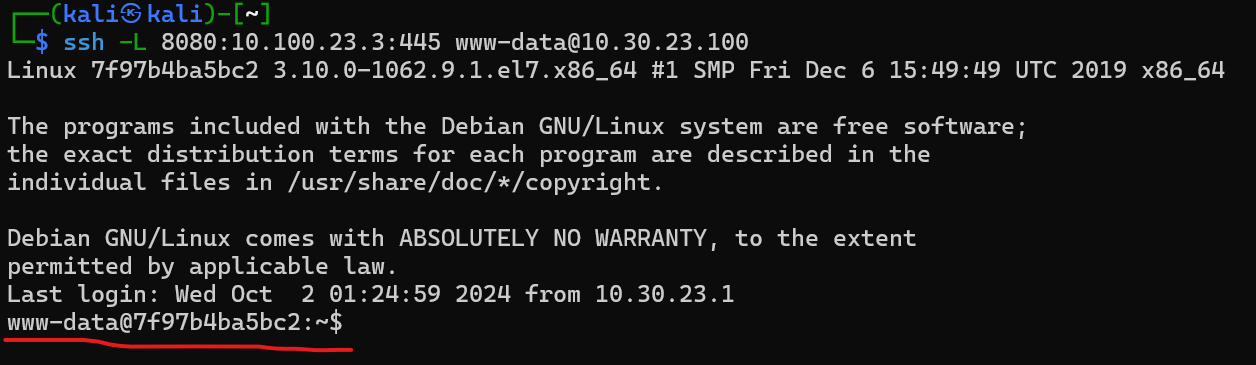 ┌──(kali㉿kali)-[~]
└─$ ssh -L 8080:10.100.23.3:445 www-data@10.30.23.100
Linux 7f97b4ba5bc2 3.10.0-1062.9.1.el7.x86_64 #1 SMP Fri Dec 6 15:49:49 UTC 2019 x86_64
The programs included with the Debian GNU/Linux system are free software;
the exact distribution terms for each program are described in the
individual files in /usr/share/doc/*/copyright.
Debian GNU/Linux comes with ABSOLUTELY NO WARRANTY, to the extent
permitted by applicable law.
Last login: Wed Oct  2 01:24:59 2024 from 10.30.23.1
www-data@7f97b4ba5bc2:~$